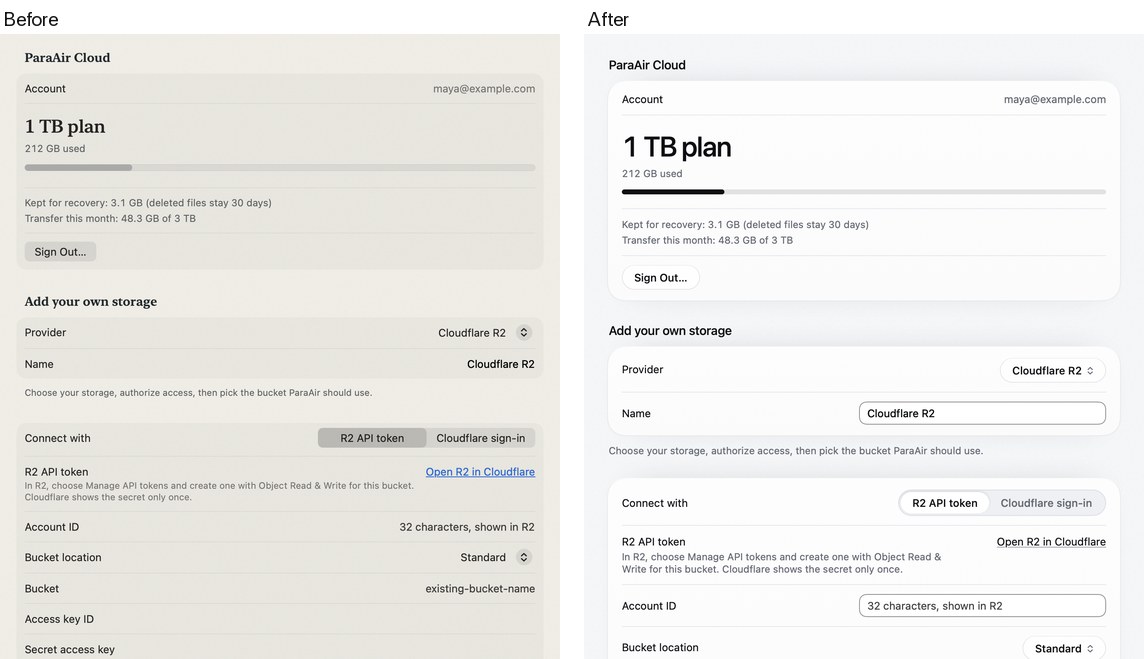 Before
ParaAir Cloud
Account
maya@example.com
1 TB plan
212 GB used
Kept for recovery: 3.1 GB (deleted files stay 30 days)
Transfer this month: 48.3 GB of 3 TB
Sign Out...
Add your own storage
Provider
Cloudflare R2
Name
Cloudflare R2
Choose your storage, authorize access, then pick the bucket ParaAir should use.
Connect with
R2 API token
Cloudflare sign-in
R2 API token
Open R2 in Cloudflare
In R2, choose Manage API tokens and create one with Object Read & Write for this bucket.
Cloudflare shows the secret only once.
Account ID
32 characters, shown in R2
Bucket location
Standard
Bucket
existing-bucket-name
Access key ID
Secret access key
After
ParaAir Cloud
Account
maya@example.com
1 TB plan
212 GB used
Kept for recovery: 3.1 GB (deleted files stay 30 days)
Transfer this month: 48.3 GB of 3 TB
Sign Out...
Add your own storage
Provider
Cloudflare R2
Name
Cloudflare R2
Choose your storage, authorize access, then pick the bucket ParaAir should use.
Connect with
R2 API token
Cloudflare sign-in
R2 API token
Open R2 in Cloudflare
In R2, choose Manage API tokens and create one with Object Read &
Write for this bucket. Cloudflare shows the secret only once.
Account ID
32 characters, shown in R2
Bucket location
Standard